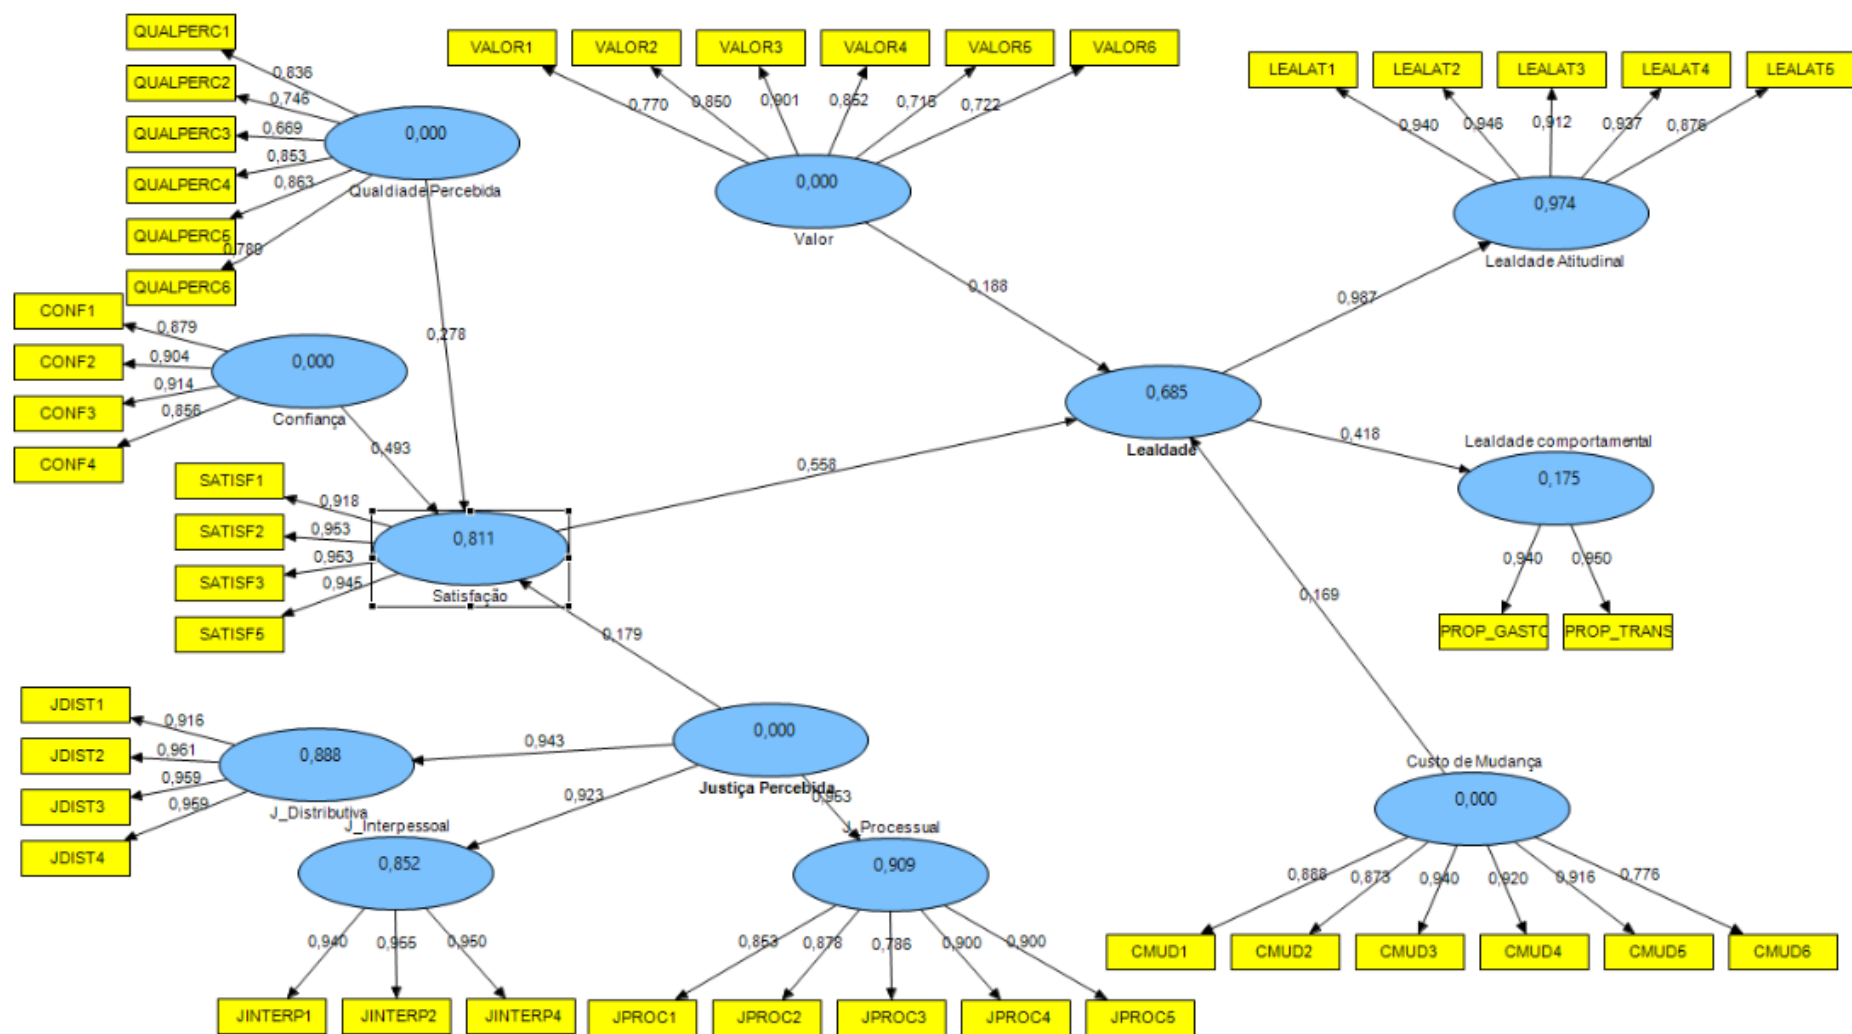 QUALPERC1
QUALPERC2
QUALPERC3
QUALPERC4
QUALPERC5
QUALPERC6
0,836
0,746
0,669
0,853
0,863
0,789
0,000
Qualdiade Percebida
0,278
VALOR1
VALOR2
VALOR3
VALOR4
VALOR5
VALOR6
0,770
0,850
0,901
0,852
0,715
0,722
0,000
Valor
0,188
LEALAT1
LEALAT2
LEALAT3
LEALAT4
LEALAT5
0,940
0,946
0,912
0,937
0,876
0,974
Lealdade Atitudinal
0,987
CONF1
CONF2
CONF3
CONF4
0,879
0,904
0,914
0,856
0,000
Confiança
0,493
0,685
Lealdade
0,418
Lealdade comportamental
0,175
0,940
0,950
PROP_GASTO
PROP_TRANS
SATISF1
SATISF2
SATISF3
SATISF5
0,918
0,953
0,953
0,945
0,811
Satisfação
0,558
0,179
0,169
JDIST1
JDIST2
JDIST3
JDIST4
0,916
0,961
0,959
0,959
0,888
J_Distributiva
0,943
0,000
Justiça Percebida
0,923
0,953
J_Interpessoal
0,852
0,940
0,955
0,950
JINTERP1
JINTERP2
JINTERP4
J_Processual
0,909
0,853
0,878
0,786
0,900
0,900
JPROC1
JPROC2
JPROC3
JPROC4
JPROC5
Custo de Mudança
0,000
0,888
0,873
0,940
0,920
0,916
0,776
CMUD1
CMUD2
CMUD3
CMUD4
CMUD5
CMUD6